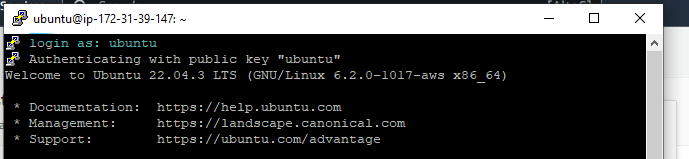 ubuntu@ip-172-31-39-147: ~
login as: ubuntu
Authenticating with public key "ubuntu"
Welcome to Ubuntu 22.04.3 LTS (GNU/Linux 6.2.0-1017-aws x86_64)
* Documentation: https://help.ubuntu.com
* Management: https://landscape.canonical.com
* Support: https://ubuntu.com/advantage